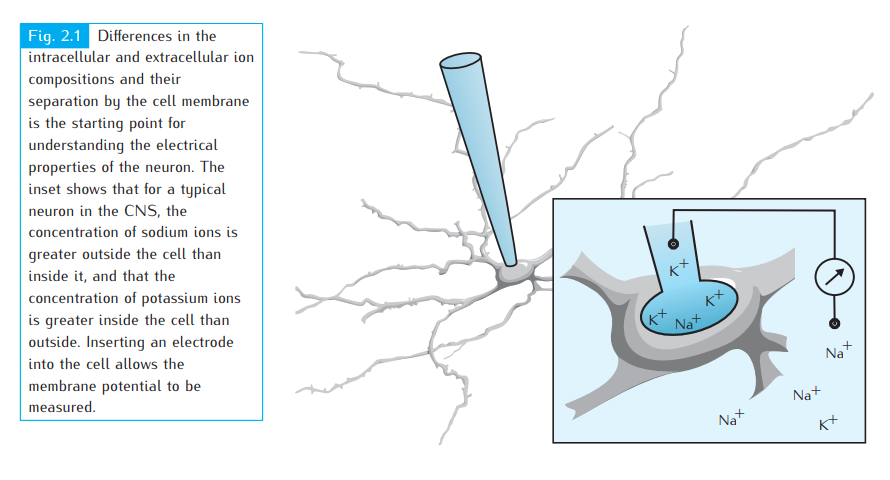 Fig. 2.1 Differences in the
intracellular and extracellular ion
compositions and their
separation by the cell membrane
is the starting point for
understanding the electrical
properties of the neuron. The
inset shows that for a typical
neuron in the CNS, the
concentration of sodium ions is
greater outside the cell than
inside it, and that the
concentration of potassium ions
is greater inside the cell than
outside. Inserting an electrode
into the cell allows the
membrane potential to be
measured.
K+
K+
K+ Na+
Na+
Na+
Na+
K+